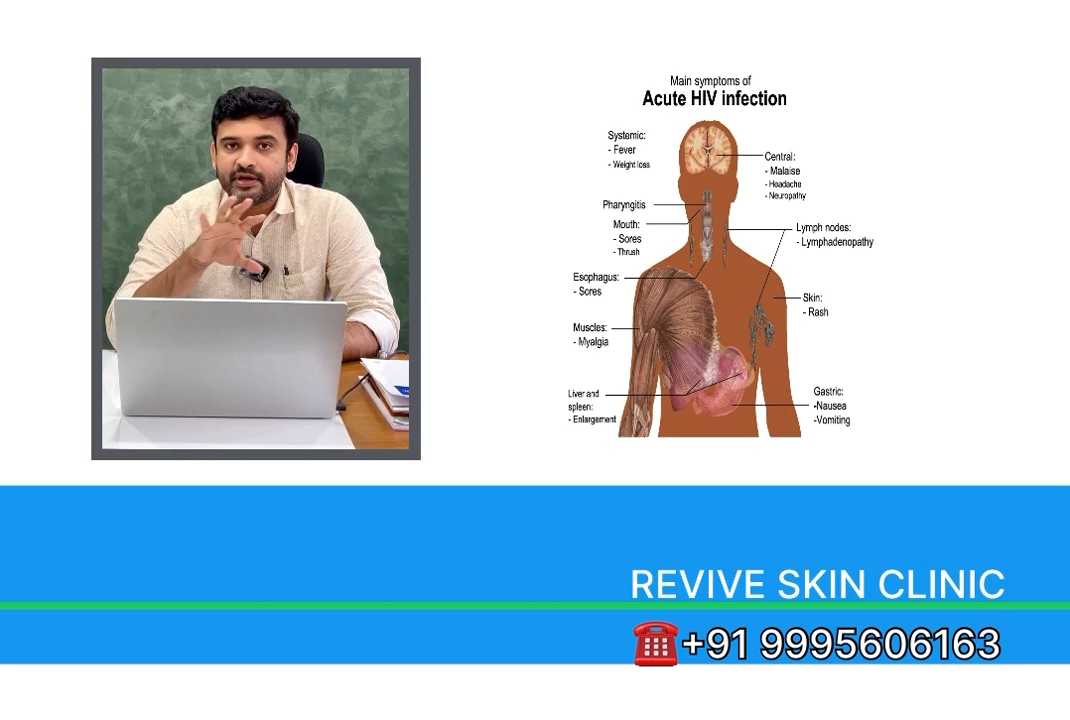 Main symptoms of
Acute HIV infection
Systemic:
- Fever
- Weight loss
Central:
- Malaise
- Headache
- Neuropathy
Pharyngitis
Mouth:
- Sores
- Thrush
Lymph nodes:
- Lymphadenopathy
Esophagus:
- Sores
Skin:
- Rash
Muscles:
- Myalgia
Liver and
spleen:
- Enlargement
Gastric:
-Nausea
-Vomiting
REVIVE SKIN CLINIC
+91 9995606163